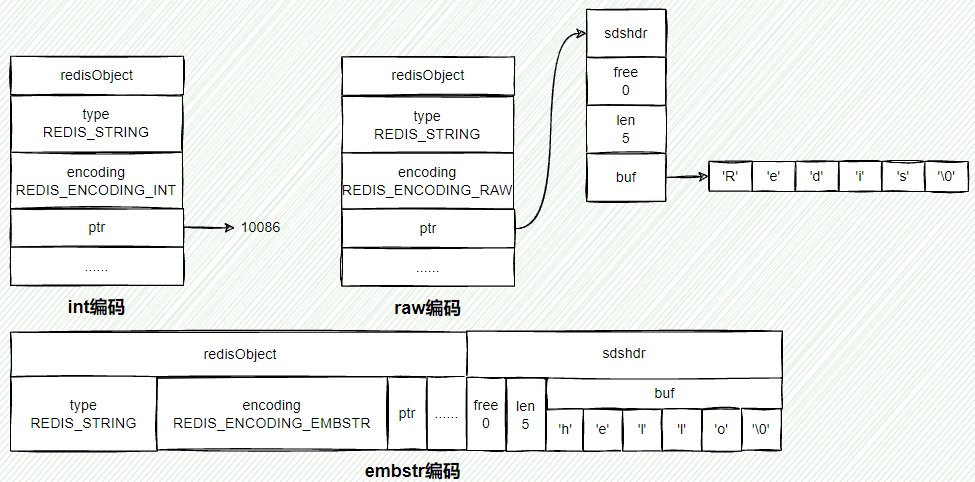 redisObject
type
REDIS_STRING
encoding
REDIS_ENCODING_INT
ptr
10086
......
int编码
redisObject
type
REDIS_STRING
encoding
REDIS_ENCODING_RAW
ptr
......
raw编码
sdshdr
free
0
len
5
buf
'R' 'e' 'd' 'i' 's' '\0'
redisObject
sdshdr
type
REDIS_STRING
encoding
REDIS_ENCODING_EMBSTR
ptr
......
free
0
len
5
buf
'h' 'e' 'l' 'l' 'o' '\0'
embstr编码